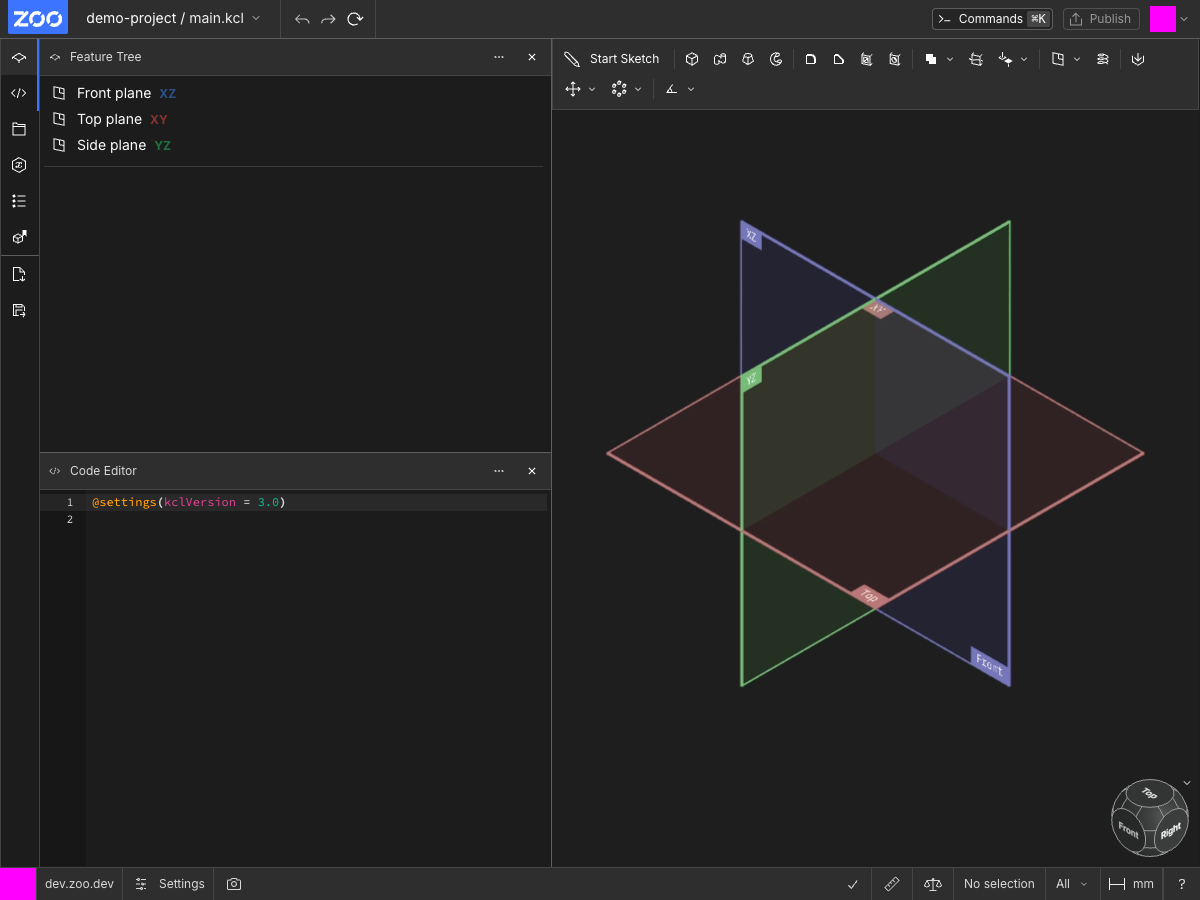 ZOO
demo-project / main.kcl
Commands ⌘K
Publish
Feature Tree
Start Sketch
Front plane XZ
Top plane XY
Side plane YZ
XZ
XY
YZ
Top
Front
Code Editor
1 @settings(kclVersion = 3.0)
2
Top
Front
Right
dev.zoo.dev
Settings
No selection
All
mm
?